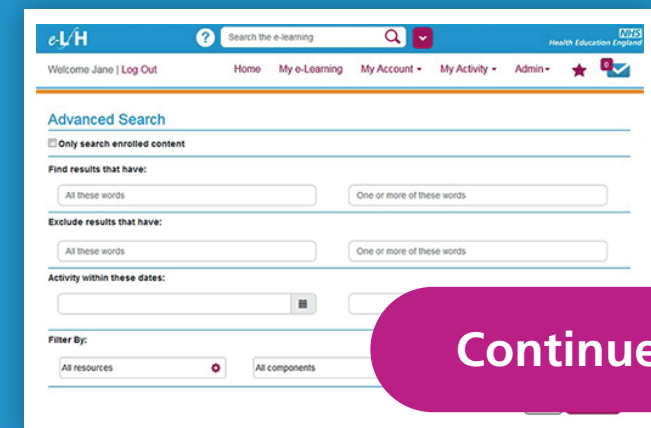 e-LfH ? Search the e-learning NHS
Health Education England
Welcome Jane | Log Out Home My e-Learning My Account My Activity Admin 0
Advanced Search
Only search enrolled content
Find results that have:
All these words One or more of these words
Exclude results that have:
All these words One or more of these words
Activity within these dates:
Filter By:
All resources All components
Continue